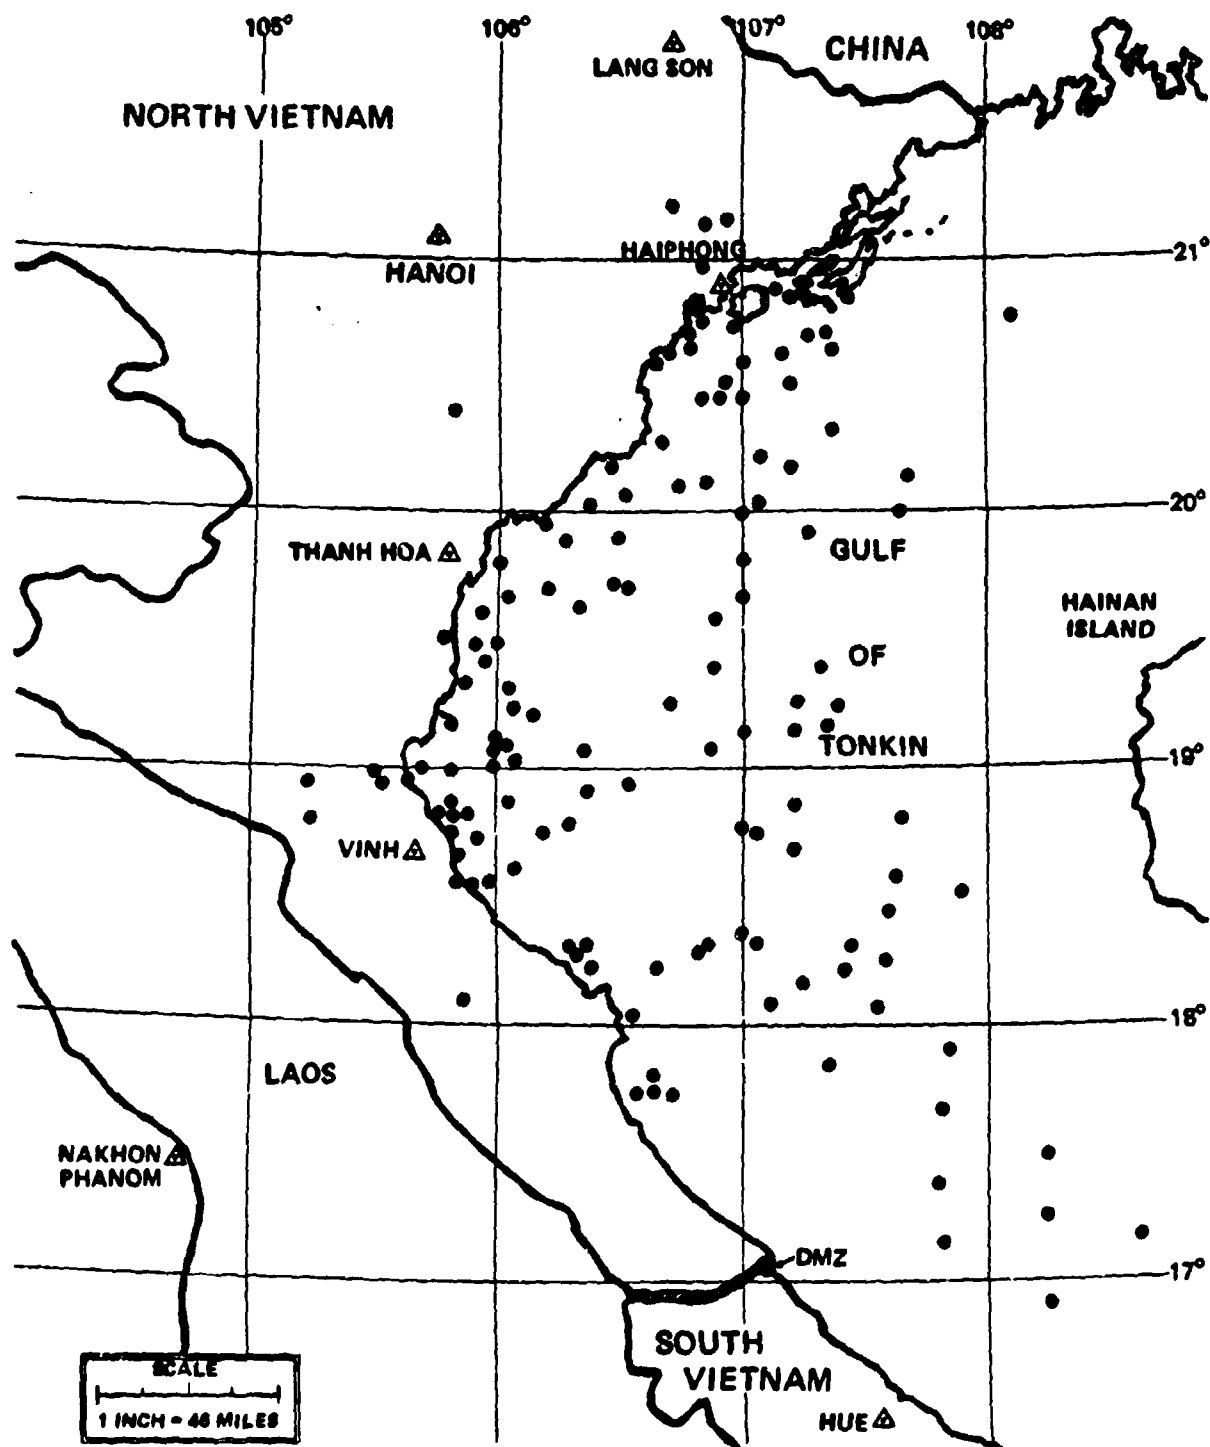 105° 106° 107° 108°
CHINA
LANG SON
NORTH VIETNAM
HAIPHONG
21°
HANOI
20°
THANH HOA
GULF
HAINAN
ISLAND
OF
TONKIN
19°
VINH
18°
LAOS
NAKHON
PHANOM
DMZ
17°
SOUTH
VIETNAM
SCALE
1 INCH = 46 MILES
HUE